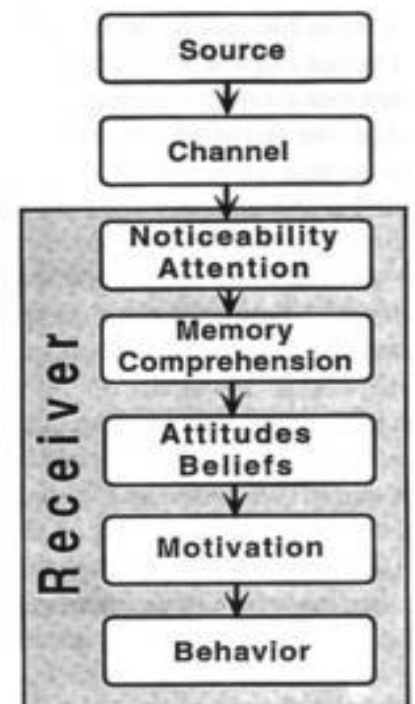 Source
Channel
Noticeability
Attention
Memory
Comprehension
Attitudes
Beliefs
Motivation
Behavior
Receiver